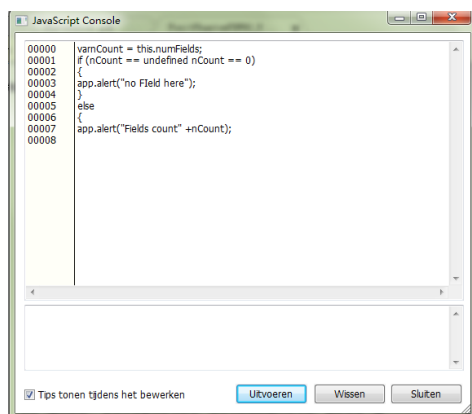 JavaScript Console
00000 varnCount = this.numFields;
00001 if (nCount == undefined nCount == 0)
00002 {
00003 app.alert("no FIeld here");
00004 }
00005 else
00006 {
00007 app.alert("Fields count" +nCount);
00008
Tips tonen tijdens het bewerken
Uitvoeren
Wissen
Sluiten